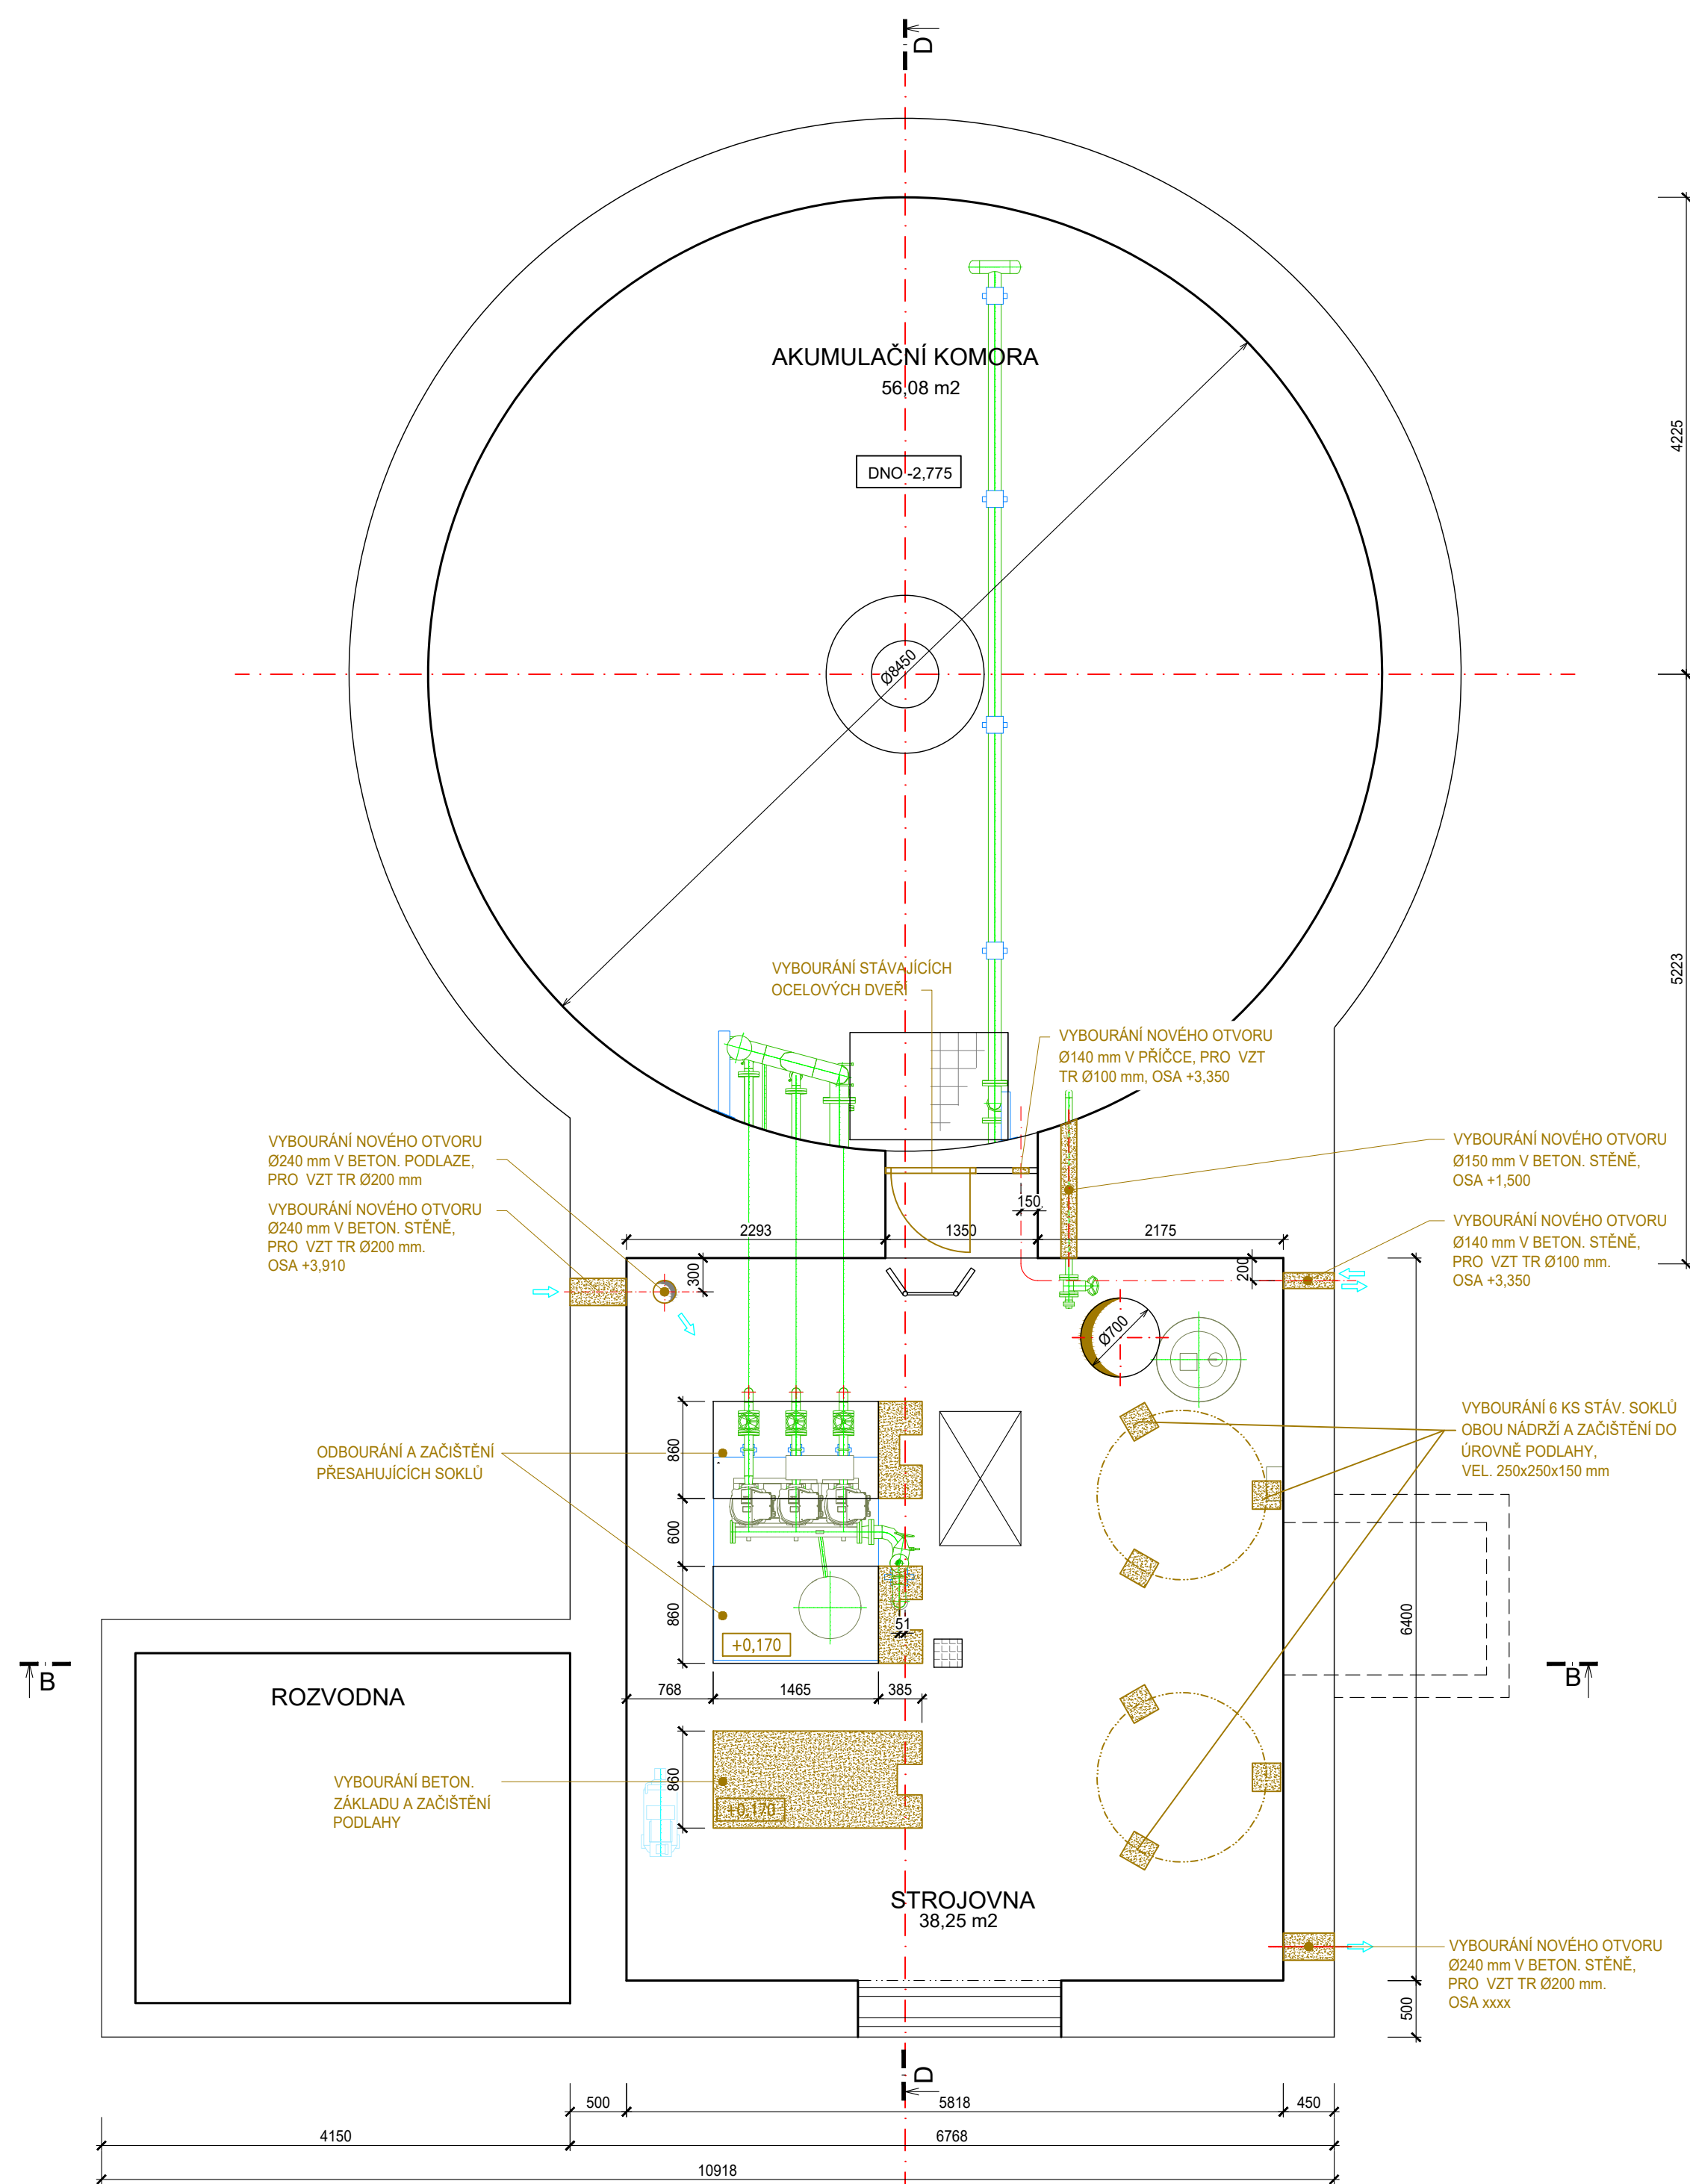 D
AKUMULAČNÍ KOMORA
56,08 m2
DNO -2,775
4225
Ø8450
5223
VYBOURÁNÍ STÁVAJÍCÍCH
OCELOVÝCH DVEŘÍ
VYBOURÁNÍ NOVÉHO OTVORU
Ø140 mm V PŘÍČCE, PRO VZT
TR Ø100 mm, OSA +3,350
VYBOURÁNÍ NOVÉHO OTVORU
Ø240 mm V BETON. PODLAZE,
PRO VZT TR Ø200 mm
VYBOURÁNÍ NOVÉHO OTVORU
Ø240 mm V BETON. STĚNĚ,
PRO VZT TR Ø200 mm.
OSA +3,910
VYBOURÁNÍ NOVÉHO OTVORU
Ø150 mm V BETON. STĚNĚ,
OSA +1,500
VYBOURÁNÍ NOVÉHO OTVORU
Ø140 mm V BETON. STĚNĚ,
PRO VZT TR Ø100 mm.
OSA +3,350
150
2293
1350
2175
300
200
Ø700
VYBOURÁNÍ 6 KS STÁV. SOKLŮ
OBOU NÁDRŽÍ A ZAČIŠTĚNÍ DO
ÚROVNĚ PODLAHY,
VEL. 250x250x150 mm
ODBOURÁNÍ A ZAČIŠTĚNÍ
PŘESAHUJÍCÍCH SOKLŮ
860
600
860
6400
51
+0,170
B
B
ROZVODNA
768
1465
385
VYBOURÁNÍ BETON.
ZÁKLADU A ZAČIŠTĚNÍ
PODLAHY
860
+0,170
STROJOVNA
38,25 m2
VYBOURÁNÍ NOVÉHO OTVORU
Ø240 mm V BETON. STĚNĚ,
PRO VZT TR Ø200 mm.
OSA xxxx
500
D
500
5818
450
4150
6768
10918